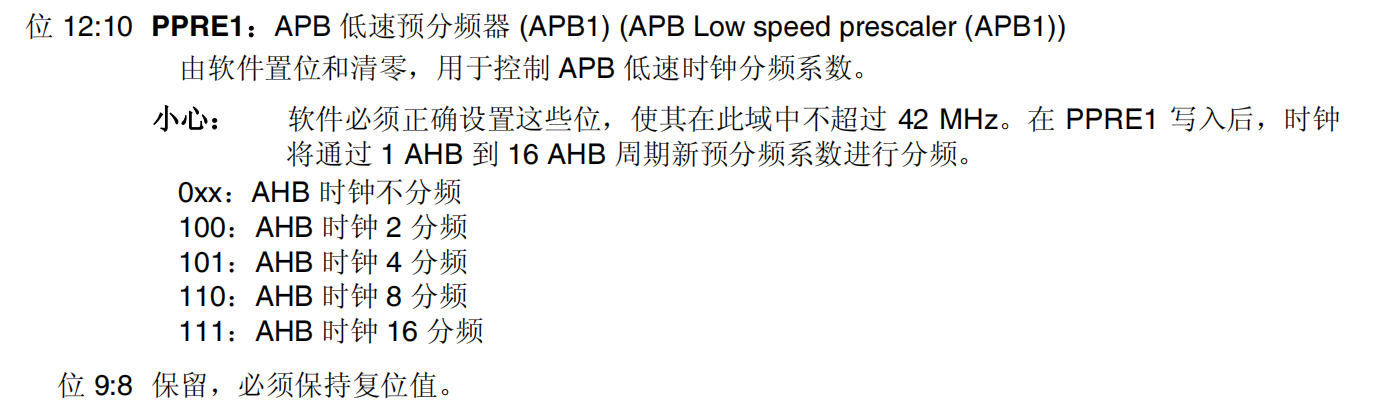 位 12:10 PPRE1：APB 低速预分频器 (APB1) (APB Low speed prescaler (APB1))
由软件置位和清零，用于控制 APB 低速时钟分频系数。
小心： 软件必须正确设置这些位，使其在此域中不超过 42 MHz。在 PPRE1 写入后，时钟
将通过 1 AHB 到 16 AHB 周期新预分频系数进行分频。
0xx：AHB 时钟不分频
100：AHB 时钟 2 分频
101：AHB 时钟 4 分频
110：AHB 时钟 8 分频
111：AHB 时钟 16 分频
位 9:8 保留，必须保持复位值。